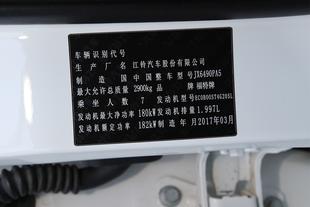 车辆识别代号
生产厂名 江铃汽车股份有限公司
制造国 中国 整车型号 JX6490PA5
最大允许总质量 2900kg 品牌 福特牌
乘坐人数 7 发动机型号
发动机最大净功率 180kW 发动机排量 1.997L
发动机额定功率 182kW 制造年月 2017年03月